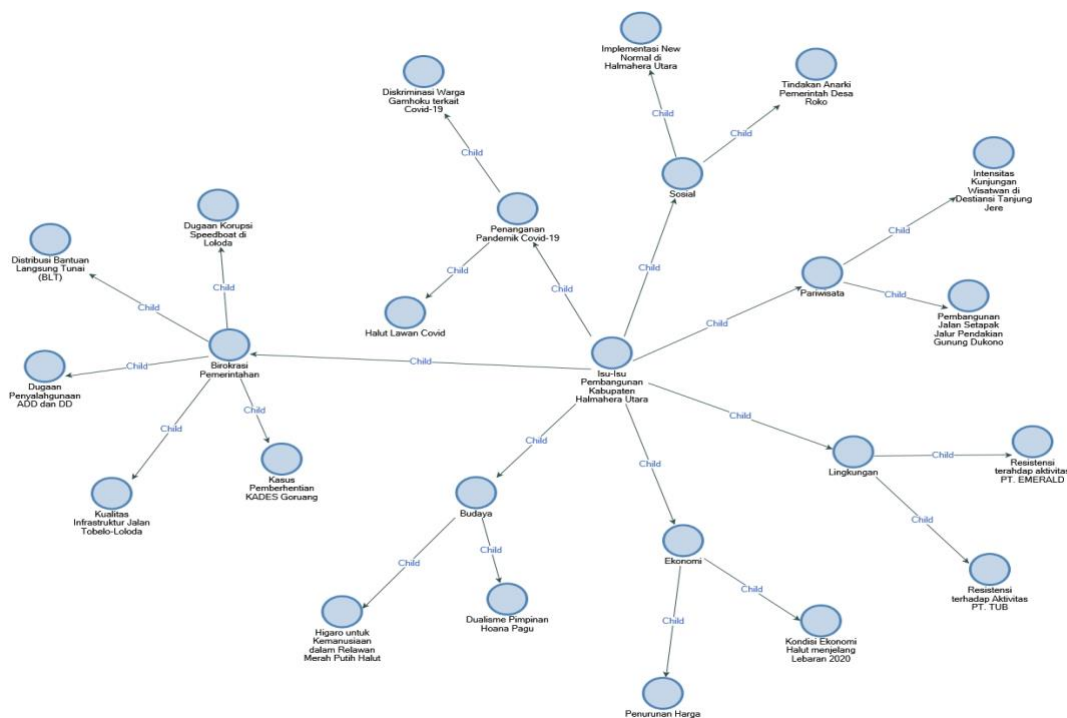 Implementasi New
Normal di
Halmahera Utara
Tindakan Anarki
Pemerintah Desa
Roko
Diskriminasi Warga
Gamhoku terkait
Covid-19
Child
Child
Child
Intensitas
Kunjungan
Wisatwan di
Destiansi Tanjung
Jere
Sosial
Dugaan Korupsi
Speedboat di
Loloda
Penanganan
Pandemik Covid-19
Distribusi Bantuan
Langsung Tunai
(BLT)
Child
Child
Child
Child
Child
Child
Pariwisata
Child
Pembangunan
Jalan Setapak
Jalur Pendakian
Gunung Dukono
Halut Lawan Covid
Child
Child
Birokrasi
Pemerintahan
Child
Isu-Isu
Pembangunan
Kabupaten
Halmahera Utara
Dugaan
Penyalahgunaan
ADD dan DD
Child
Child
Child
Child
Child
Child
Child
Lingkungan
Child
Resistensi
terahdap aktivitas
PT. EMERALD
Kasus
Pemberhentian
KADES Goruang
Kualitas
Infrastruktur Jalan
Tobelo-Loloda
Budaya
Child
Ekonomi
Child
Child
Child
Child
Resistensi
terhadap Aktivitas
PT. TUB
Higaro untuk
Kemanusiaan
dalam Relawan
Merah Putih Halut
Dualisme Pimpinan
Hoana Pagu
Kondisi Ekonomi
Halut menjelang
Lebaran 2020
Penurunan Harga